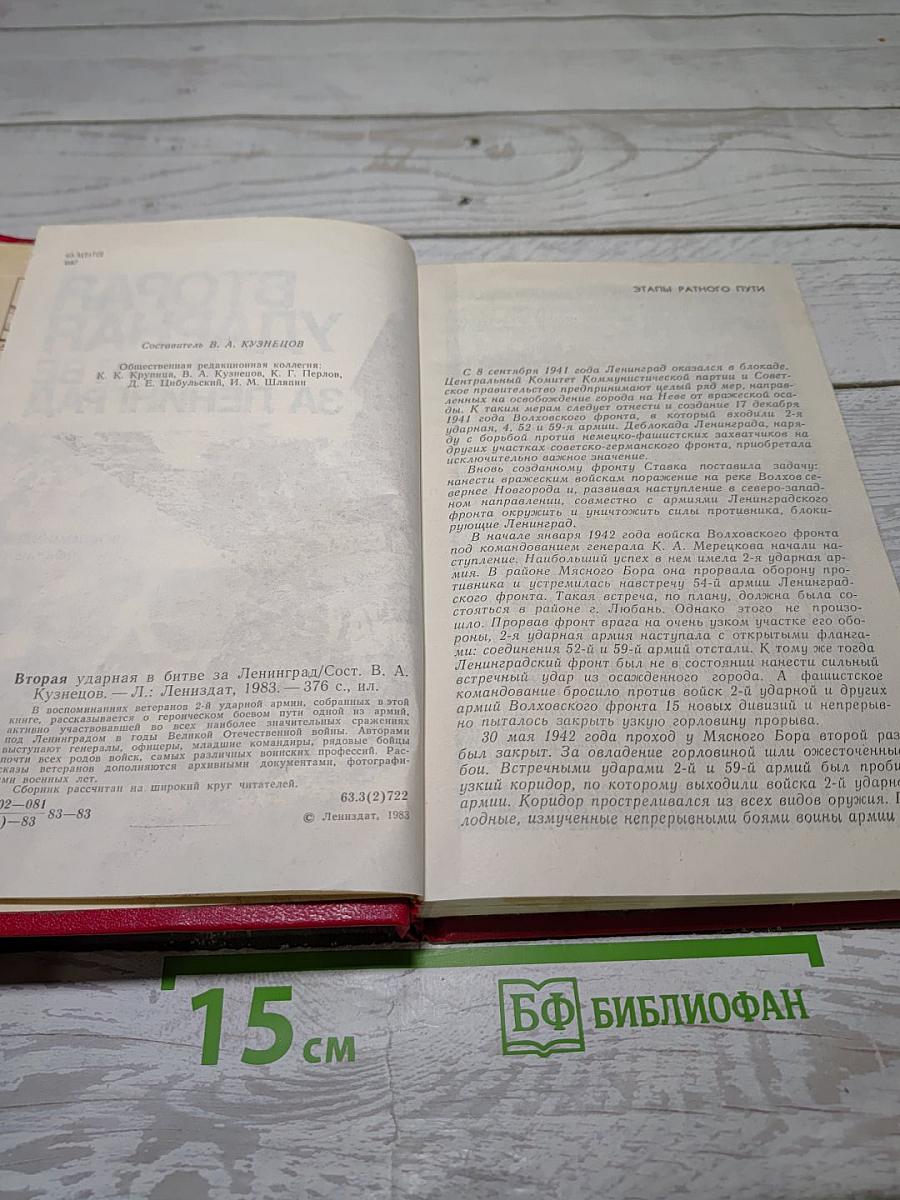 Составитель В. А. КУЗНЕЦОВ
Общественная редакционная коллегия:
К. К. Крупица, В. А. Кузнецов, К. Г. Перлов,
Д. Е. Цибульский, И. М. Шляпин
Вторая ударная в битве за Ленинград/Сост. В. А.
Кузнецов. — Л.: Лениздат, 1983. — 376 с., ил.
В воспоминаниях ветеранов 2-й ударной армии, собранных в этой
книге, рассказывается о героическом боевом пути одной из армий,
активно участвовавшей во всех наиболее значительных сражениях
под Ленинградом в годы Великой Отечественной войны. Авторами
выступают генералы, офицеры, младшие командиры, рядовые бойцы
почти всех родов войск, самых различных воинских профессий. Рас-
сказы ветеранов дополняются архивными документами, фотографи-
ями военных лет.
Сборник рассчитан на широкий круг читателей.
02—081
)—83 83—83
63.3(2)722
© Лениздат, 1983
ЭТАПЫ РАТНОГО ПУТИ
С 8 сентября 1941 года Ленинград оказался в блокаде.
Центральный Комитет Коммунистической партии и Совет-
ское правительство предпринимают целый ряд мер, направ-
ленных на освобождение города на Неве от вражеской оса-
ды. К таким мерам следует отнести и создание 17 декабря
1941 года Волховского фронта, в который входили 2-я
ударная, 4, 52 и 59-я армии. Деблокада Ленинграда, наря-
ду с борьбой против немецко-фашистских захватчиков на
других участках советско-германского фронта, приобретала
исключительно важное значение.
Вновь созданному фронту Ставка поставила задачу:
нанести вражеским войскам поражение на реке Волхов се-
вернее Новгорода и, развивая наступление в северо-запад-
ном направлении, совместно с армиями Ленинградского
фронта окружить и уничтожить силы противника, блоки-
рующие Ленинград.
В начале января 1942 года войска Волховского фронта
под командованием генерала К. А. Мерецкова начали на-
ступление. Наибольший успех в нем имела 2-я ударная ар-
мия. В районе Мясного Бора она прорвала оборону про-
тивника и устремилась навстречу 54-й армии Ленинград-
ского фронта. Такая встреча, по плану, должна была со-
стояться в районе г. Любань. Однако этого не произо-
шло. Прорвав фронт врага на очень узком участке его обо-
роны, 2-я ударная армия наступала с открытыми фланга-
ми: соединения 52-й и 59-й армий отстали. К тому же тогда
Ленинградский фронт был не в состоянии нанести сильный
встречный удар из осажденного города. А фашистское
командование бросило против войск 2-й ударной и других
армий Волховского фронта 15 новых дивизий и непрерыв-
но пыталось закрыть узкую горловину прорыва.
30 мая 1942 года проход у Мясного Бора второй раз
был закрыт. За овладение горловиной шли ожесточенные
бои. Встречными ударами 2-й и 59-й армий был проби
узкий коридор, по которому выходили войска 2-й ударно
армии. Коридор простреливался из всех видов оружия. Г
лодные, измученные непрерывными боями воины армии
15 см
БФ БИБЛИОФАН